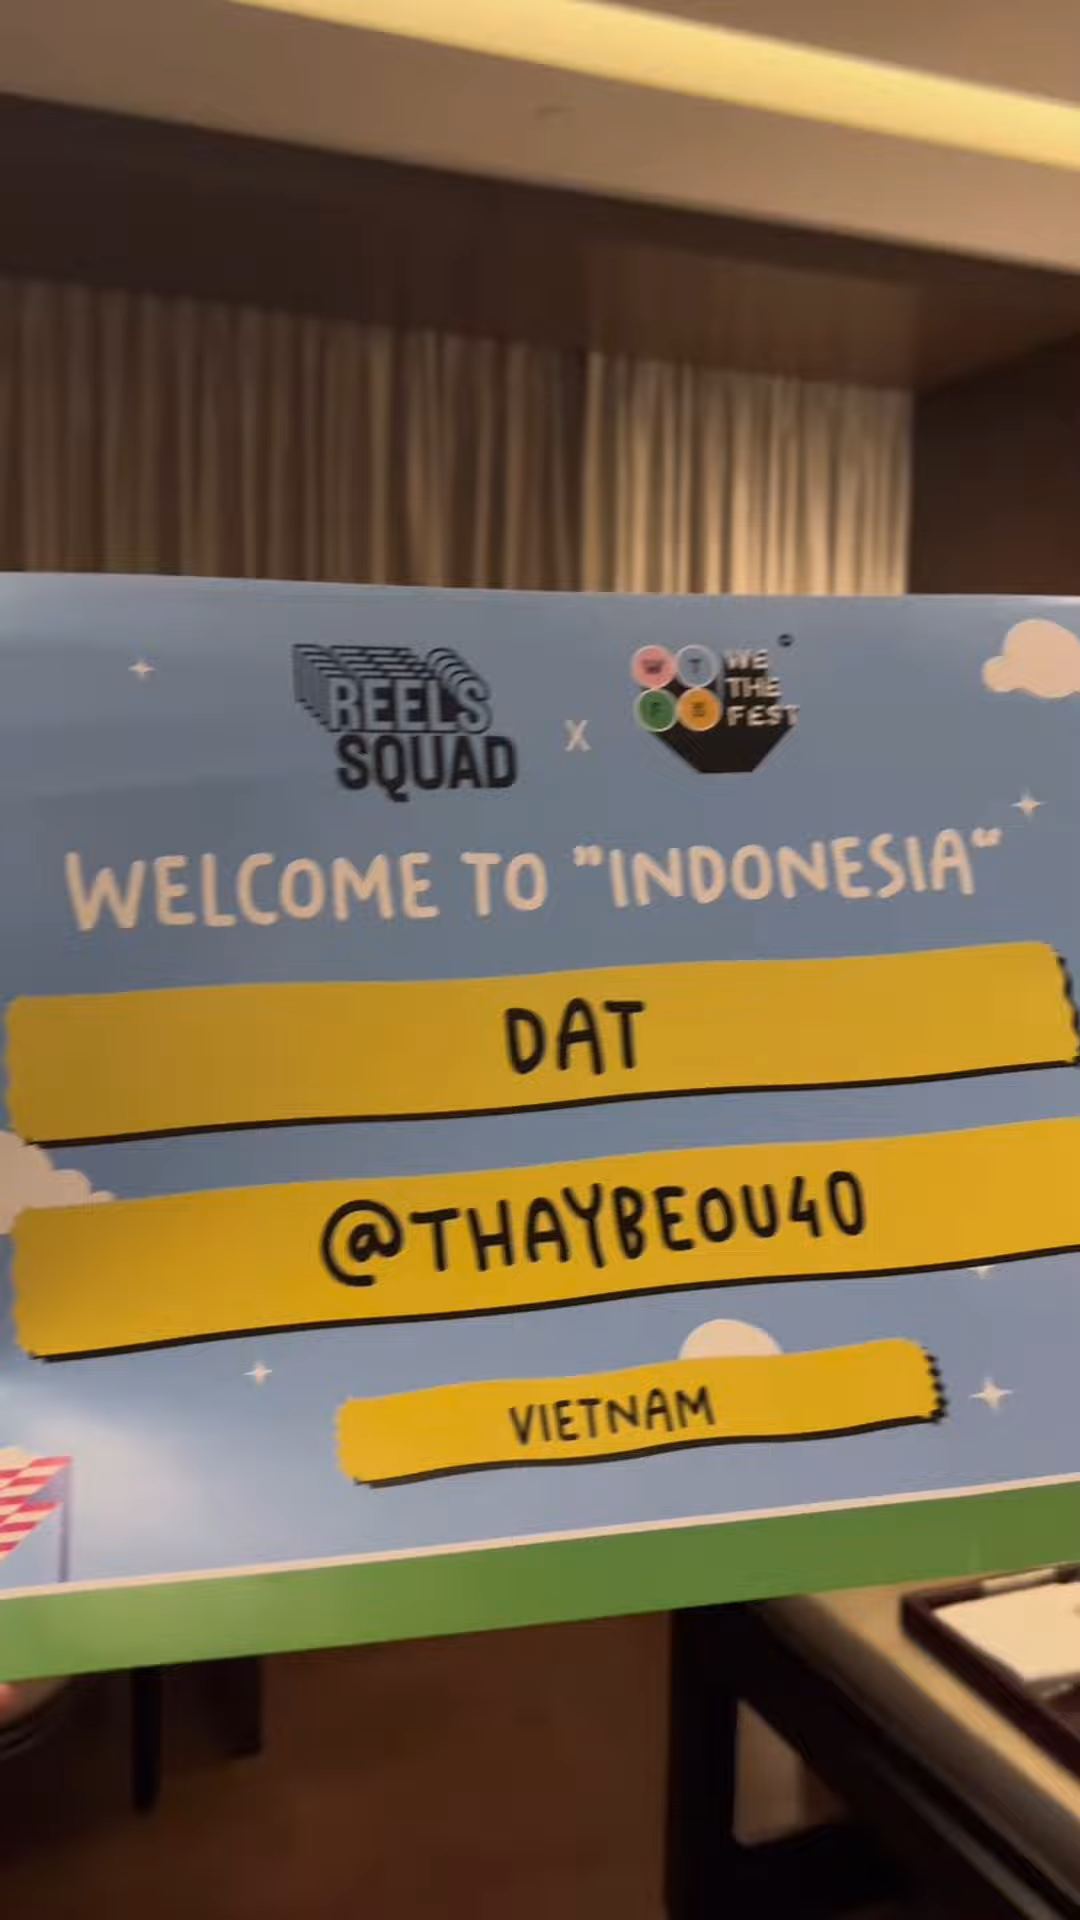 REELS
SQUAD
X
W T
F S
WE
THE
FEST
WELCOME TO "INDONESIA"
DAT
@THAYBEOU40
VIETNAM